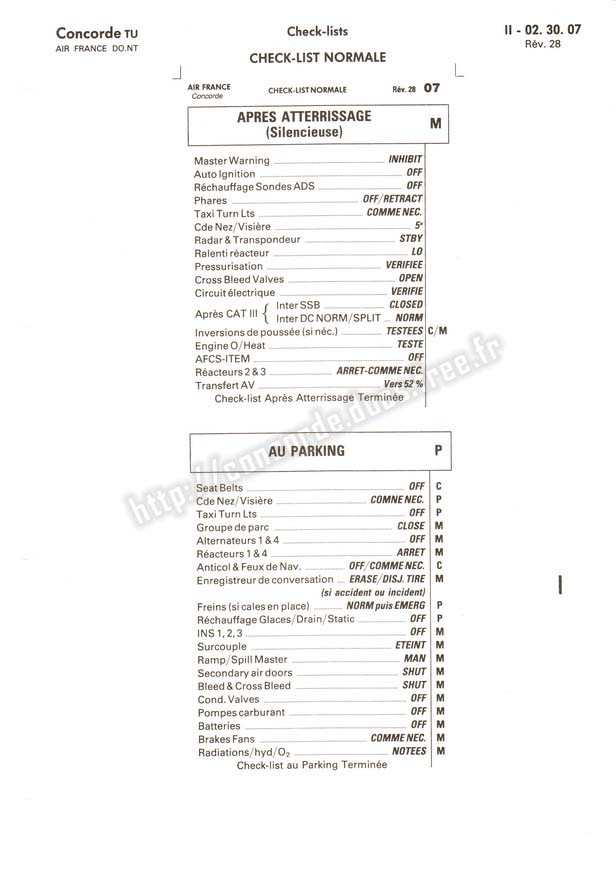 Concorde TU
AIR FRANCE DO.NT
Check-lists
II - 02. 30. 07
Rév. 28
CHECK-LIST NORMALE
AIR FRANCE
Concorde
CHECK-LIST NORMALE
Rév. 28 07
APRES ATTERRISSAGE
(Silencieuse)
M
Master Warning INHIBIT
Auto Ignition OFF
Réchauffage Sondes ADS OFF
Phares OFF/RETRACT
Taxi Turn Lts COMME NEC.
Cde Nez/Visière 5°
Radar & Transpondeur STBY
Ralenti réacteur LO
Pressurisation VERIFIEE
Cross Bleed Valves OPEN
Circuit électrique VERIFIE
Après CAT III { Inter SSB CLOSED
Inter DC NORM/SPLIT NORM
Inversions de poussée (si néc.) TESTEES C/M
Engine O/Heat TESTE
AFCS-ITEM OFF
Réacteurs 2 & 3 ARRET-COMME NEC.
Transfert AV Vers 52 %
Check-list Après Atterrissage Terminée
AU PARKING P
Seat Belts OFF C
Cde Nez/Visière COMNE NEC. P
Taxi Turn Lts OFF P
Groupe de parc CLOSE M
Alternateurs 1 & 4 OFF M
Réacteurs 1 & 4 ARRET M
Anticol & Feux de Nav. OFF/COMME NEC. C
Enregistreur de conversation ERASE/DISJ. TIRE M
(si accident ou incident)
Freins (si cales en place) NORM puis EMERG P
Réchauffage Glaces/Drain/Static OFF P
INS 1, 2, 3 OFF M
Surcouple ETEINT M
Ramp/Spill Master MAN M
Secondary air doors SHUT M
Bleed & Cross Bleed SHUT M
Cond. Valves OFF M
Pompes carburant OFF M
Batteries OFF M
Brakes Fans COMME NEC. M
Radiations/hyd/O2 NOTEES M
Check-list au Parking Terminée
http://concorde.docs.free.fr